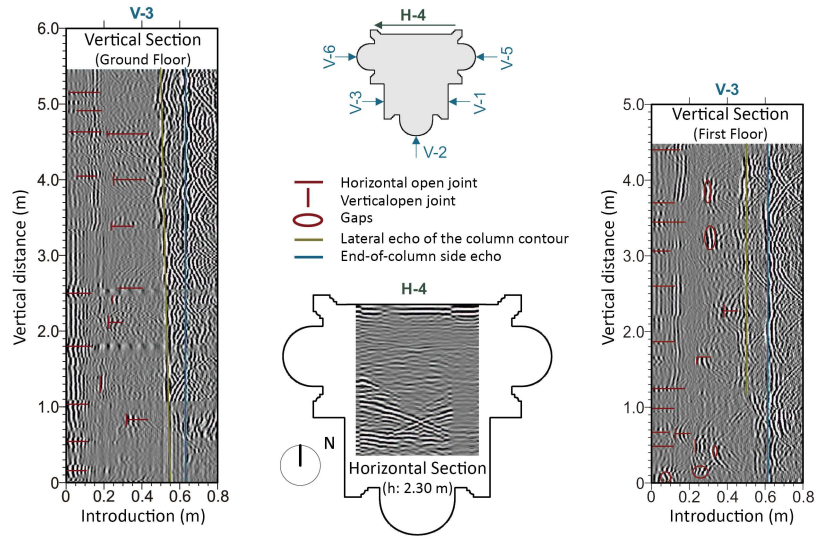 V-3
Vertical Section
(Ground Floor)
6.0
5.0
4.0
3.0
2.0
1.0
0
Vertical distance (m)
0 0.2 0.4 0.6 0.8
Introduction (m)
H-4
V-6
V-5
V-3
V-1
V-2
Horizontal open joint
Verticalopen joint
Gaps
Lateral echo of the column contour
End-of-column side echo
H-4
N
Horizontal Section
(h: 2.30 m)
V-3
Vertical Section
(First Floor)
5.0
4.0
3.0
2.0
1.0
0
Vertical distance (m)
0 0.2 0.4 0.6 0.8
Introduction (m)